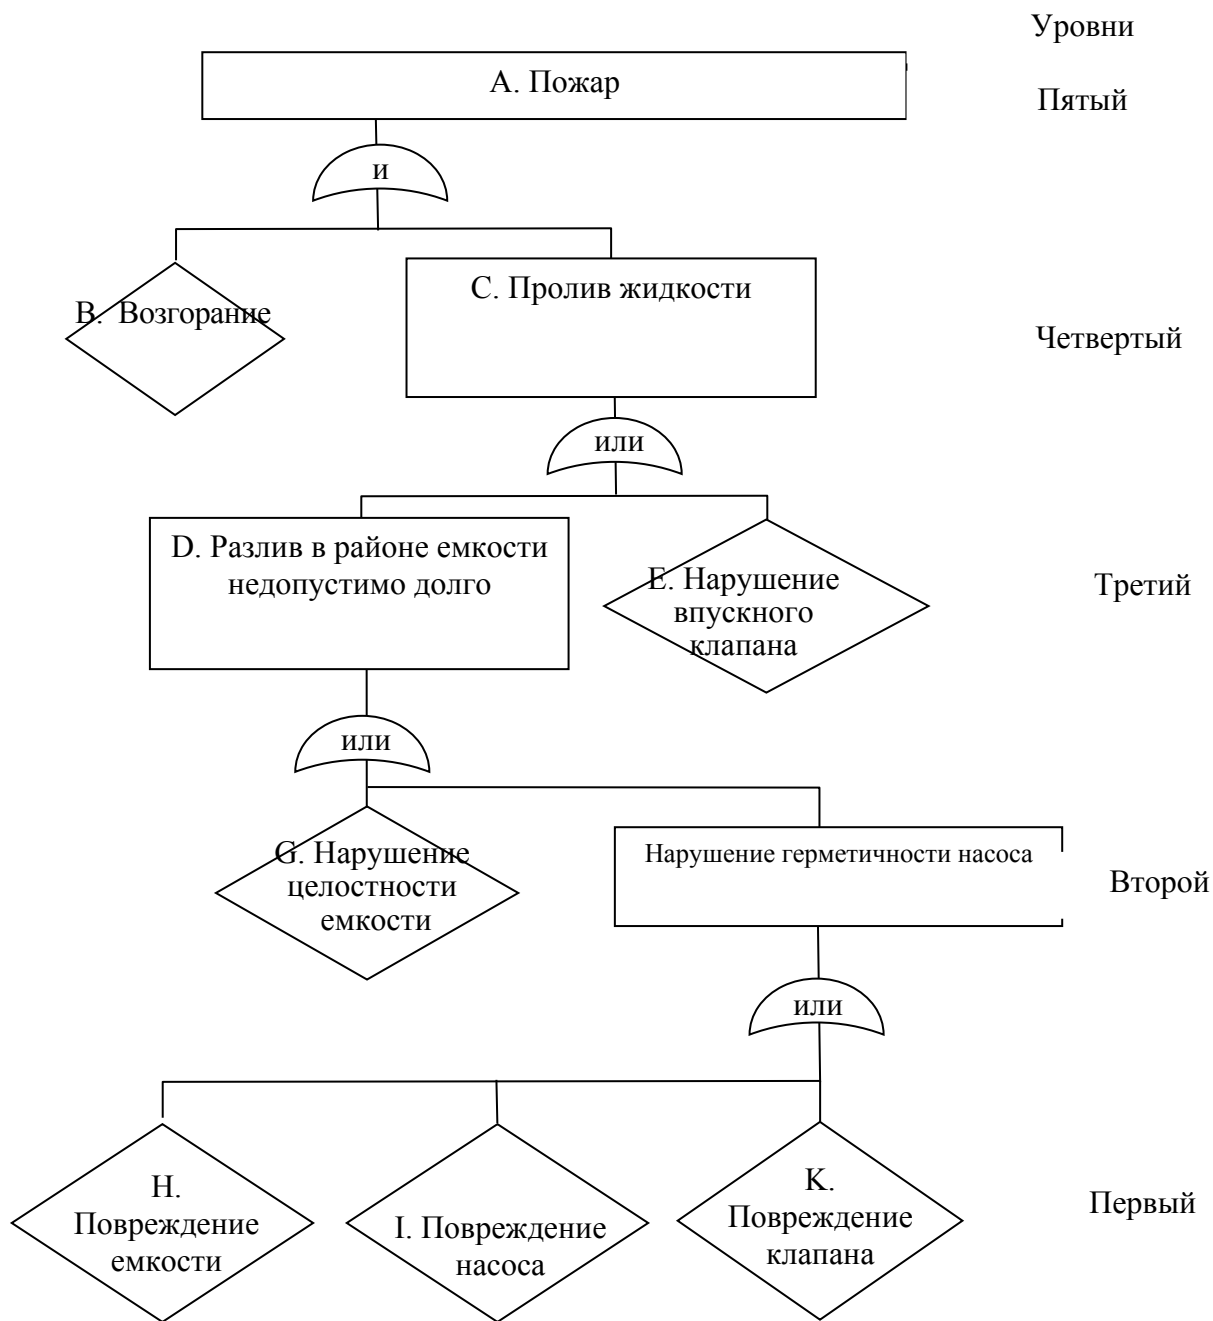 Уровни
А. Пожар
Пятый
и
В. Возгорание
С. Пролив жидкости
Четвертый
или
D. Разлив в районе емкости
недопустимо долго
Е. Нарушение
впускного
клапана
Третий
или
G. Нарушение
целостности
емкости
Нарушение герметичности насоса
Второй
или
H.
Повреждение
емкости
I. Повреждение
насоса
K.
Повреждение
клапана
Первый